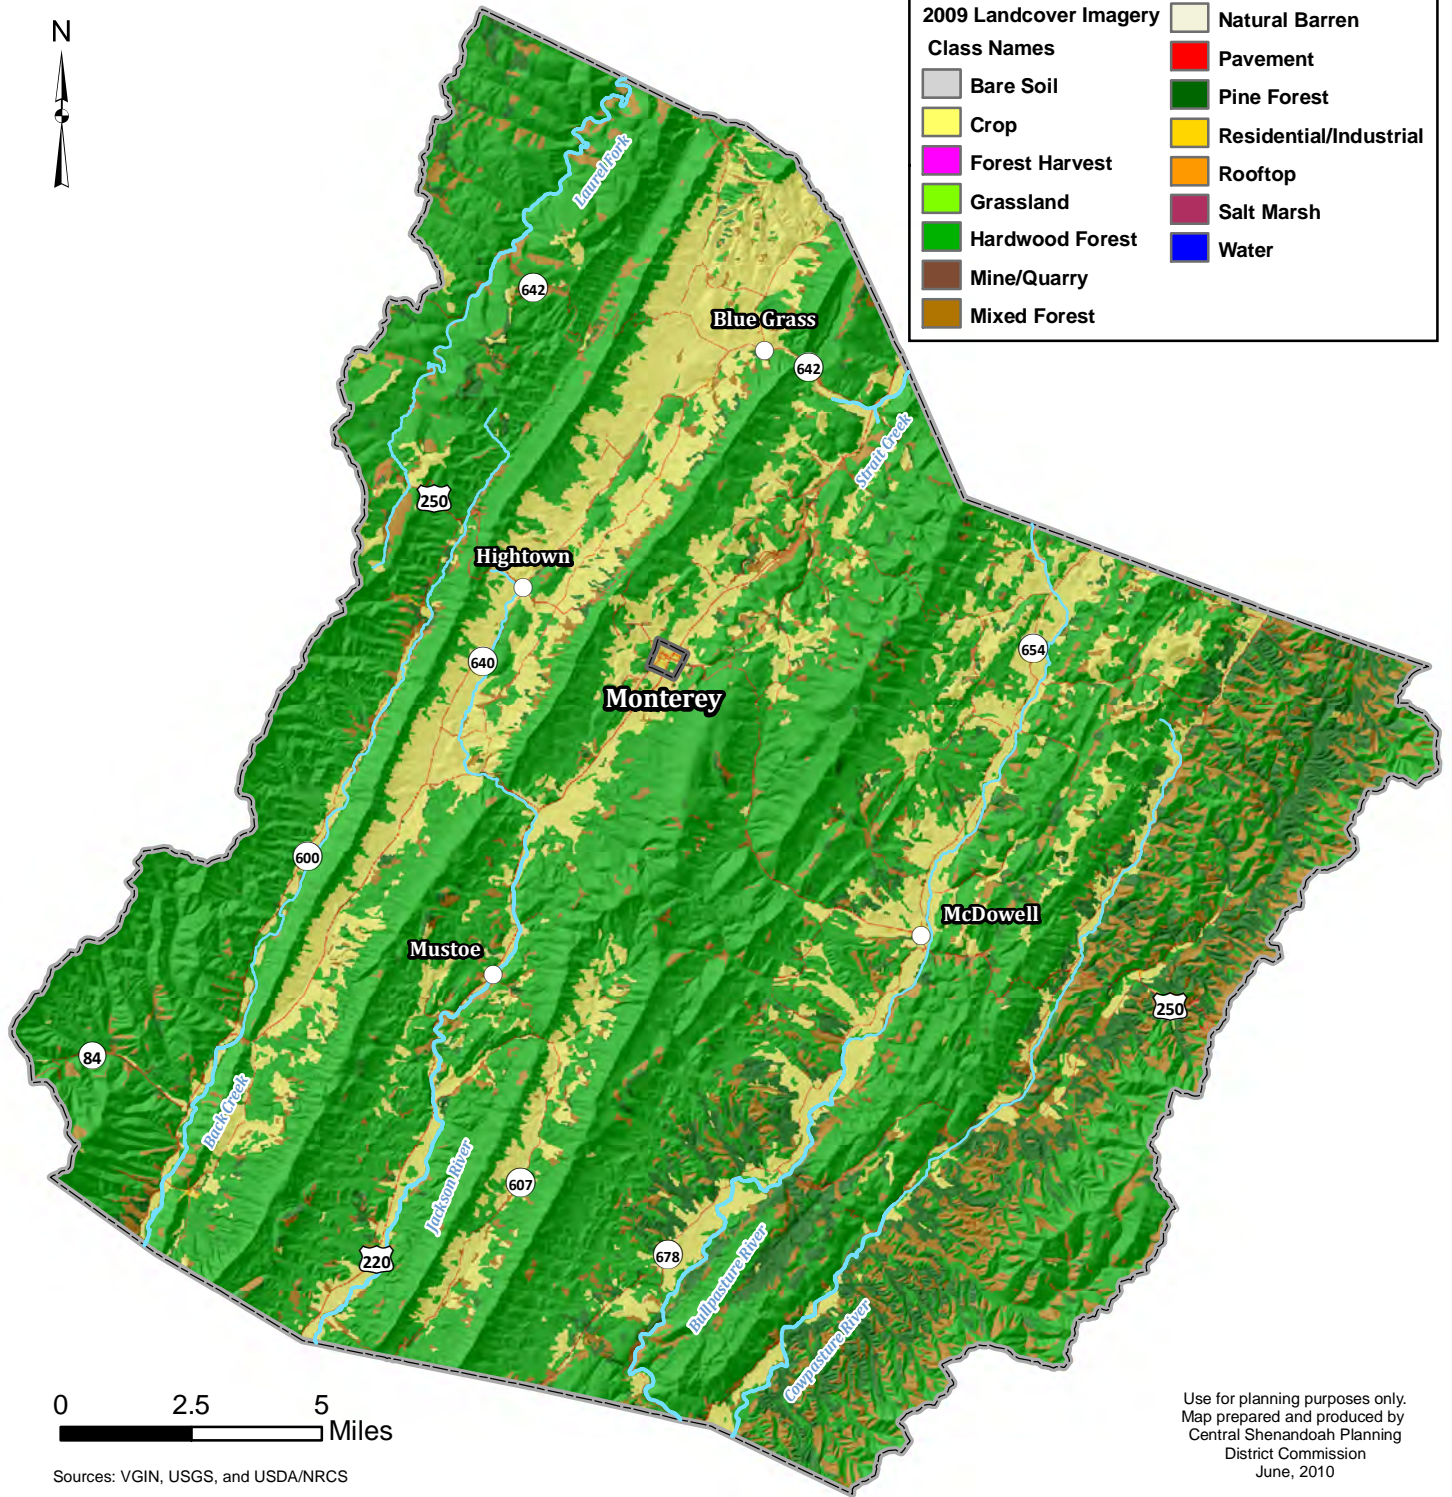 N
2009 Landcover Imagery
Class Names
Bare Soil
Crop
Forest Harvest
Grassland
Hardwood Forest
Mine/Quarry
Mixed Forest
Natural Barren
Pavement
Pine Forest
Residential/Industrial
Rooftop
Salt Marsh
Water
Laurel Fork
642
Blue Grass
642
Strait Creek
250
Hightown
640
654
Monterey
600
McDowell
Mustoe
250
84
Back Creek
Jackson River
607
220
678
Bullpasture River
Cowpasture River
0 2.5 5
Miles
Sources: VGIN, USGS, and USDA/NRCS
Use for planning purposes only.
Map prepared and produced by
Central Shenandoah Planning
District Commission
June, 2010